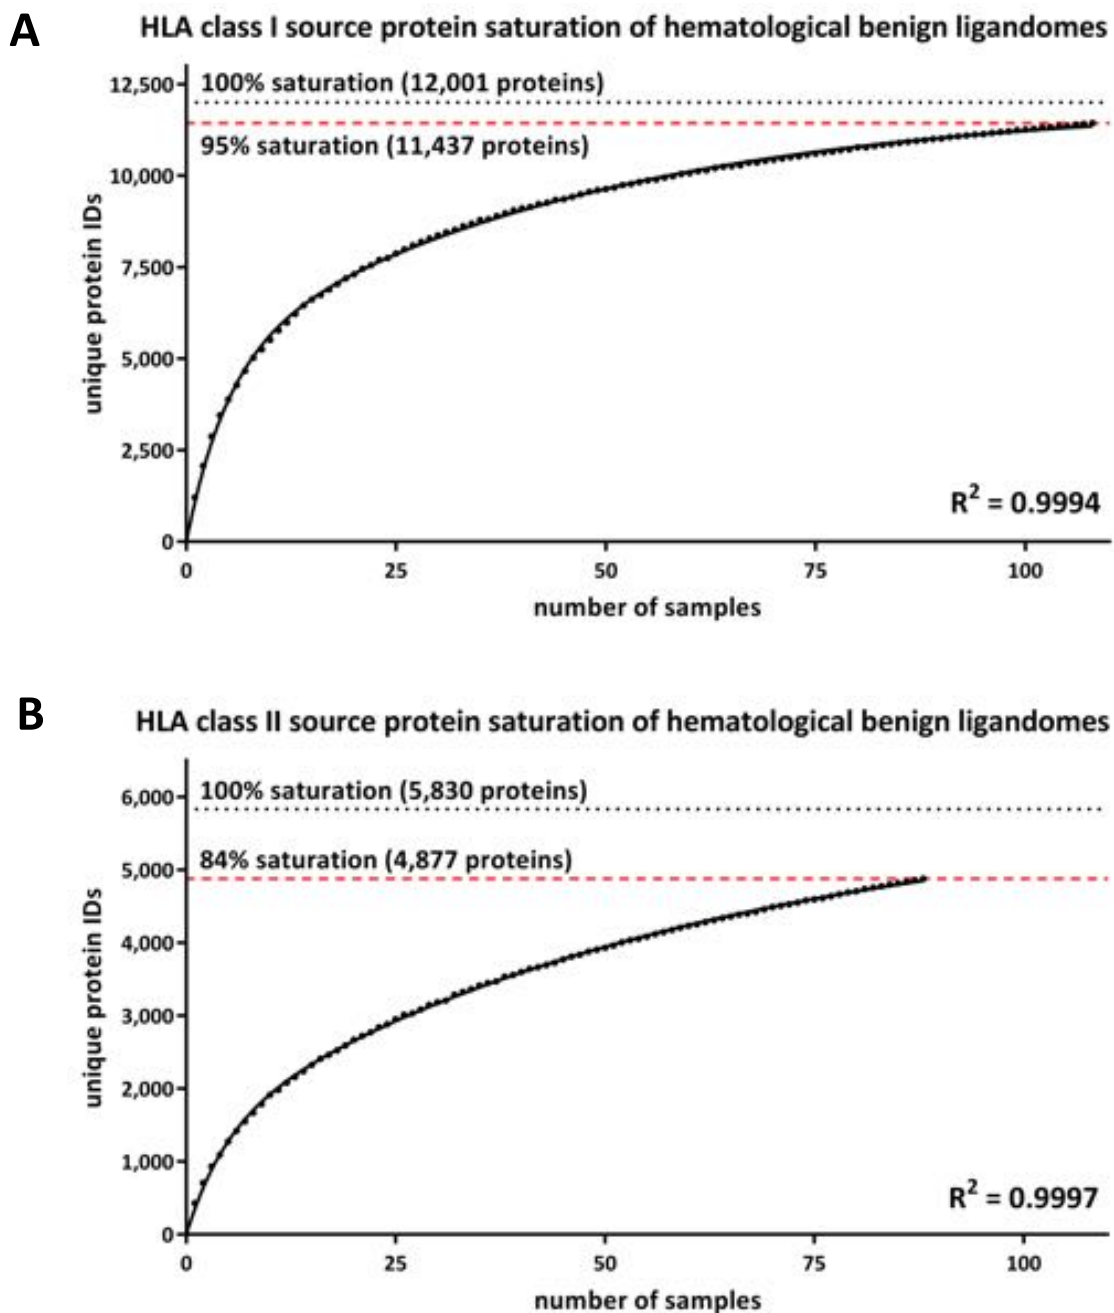 A
HLA class I source protein saturation of hematological benign ligandomes
12,500
100% saturation (12,001 proteins)
95% saturation (11,437 proteins)
10,000
7,500
5,000
2,500
0
unique protein IDs
R2 = 0.9994
0 25 50 75 100
number of samples
B
HLA class II source protein saturation of hematological benign ligandomes
100% saturation (5,830 proteins)
6,000
84% saturation (4,877 proteins)
5,000
4,000
3,000
2,000
1,000
0
unique protein IDs
R2 = 0.9997
0 25 50 75 100
number of samples